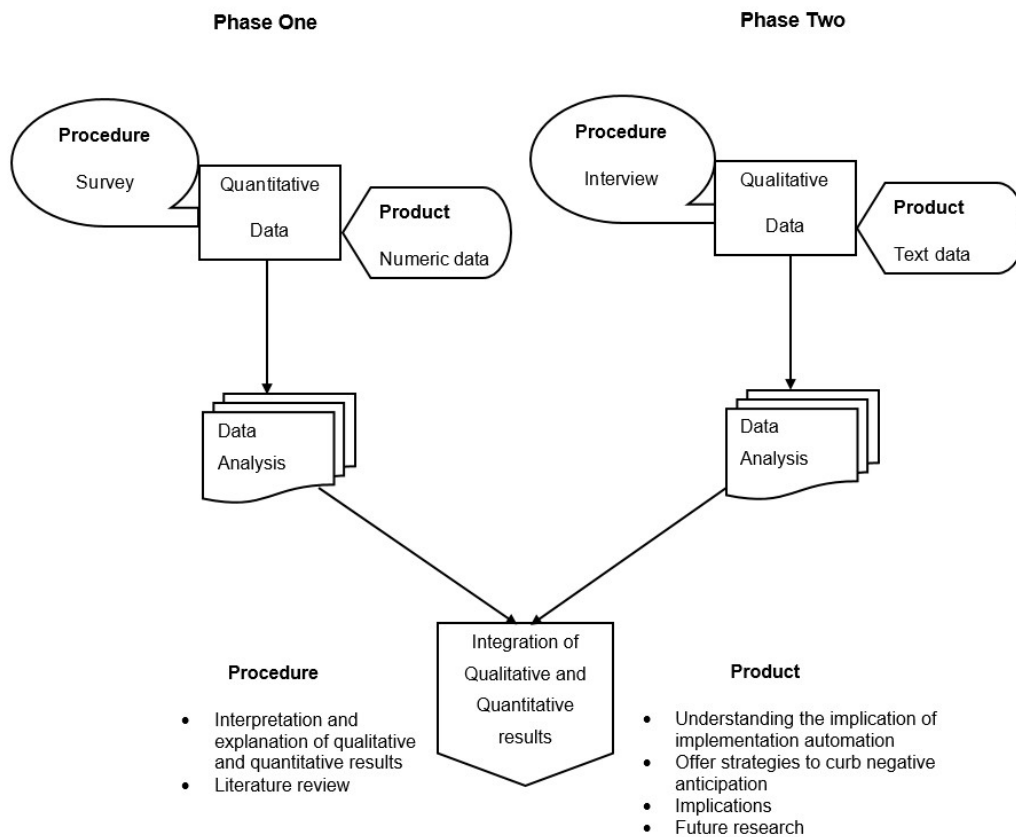 Phase One
Phase Two
Procedure
Survey
Quantitative
Data
Product
Numeric data
Procedure
Interview
Qualitative
Data
Product
Text data
Data
Analysis
Data
Analysis
Integration of
Qualitative and
Quantitative
results
Procedure
• Interpretation and
explanation of qualitative
and quantitative results
• Literature review
Product
• Understanding the implication of
implementation automation
• Offer strategies to curb negative
anticipation
• Implications
• Future research